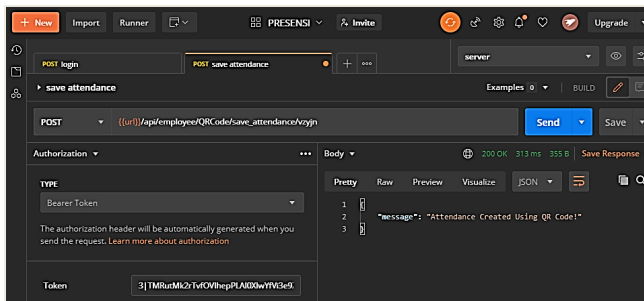 + New Import Runner PRESENSI Invite Upgrade
POST login POST save attendance + ooo server
save attendance Examples 0 BUILD
POST {{url}}/api/employee/QRCode/save_attendance/vzyjn Send Save
Authorization ••• Body 200 OK 313 ms 355 B Save Response
TYPE
Pretty Raw Preview Visualize JSON
Bearer Token
1 {
2 "message": "Attendance Created Using QR Code!"
3 }
The authorization header will be automatically generated when you
send the request. Learn more about authorization
Token